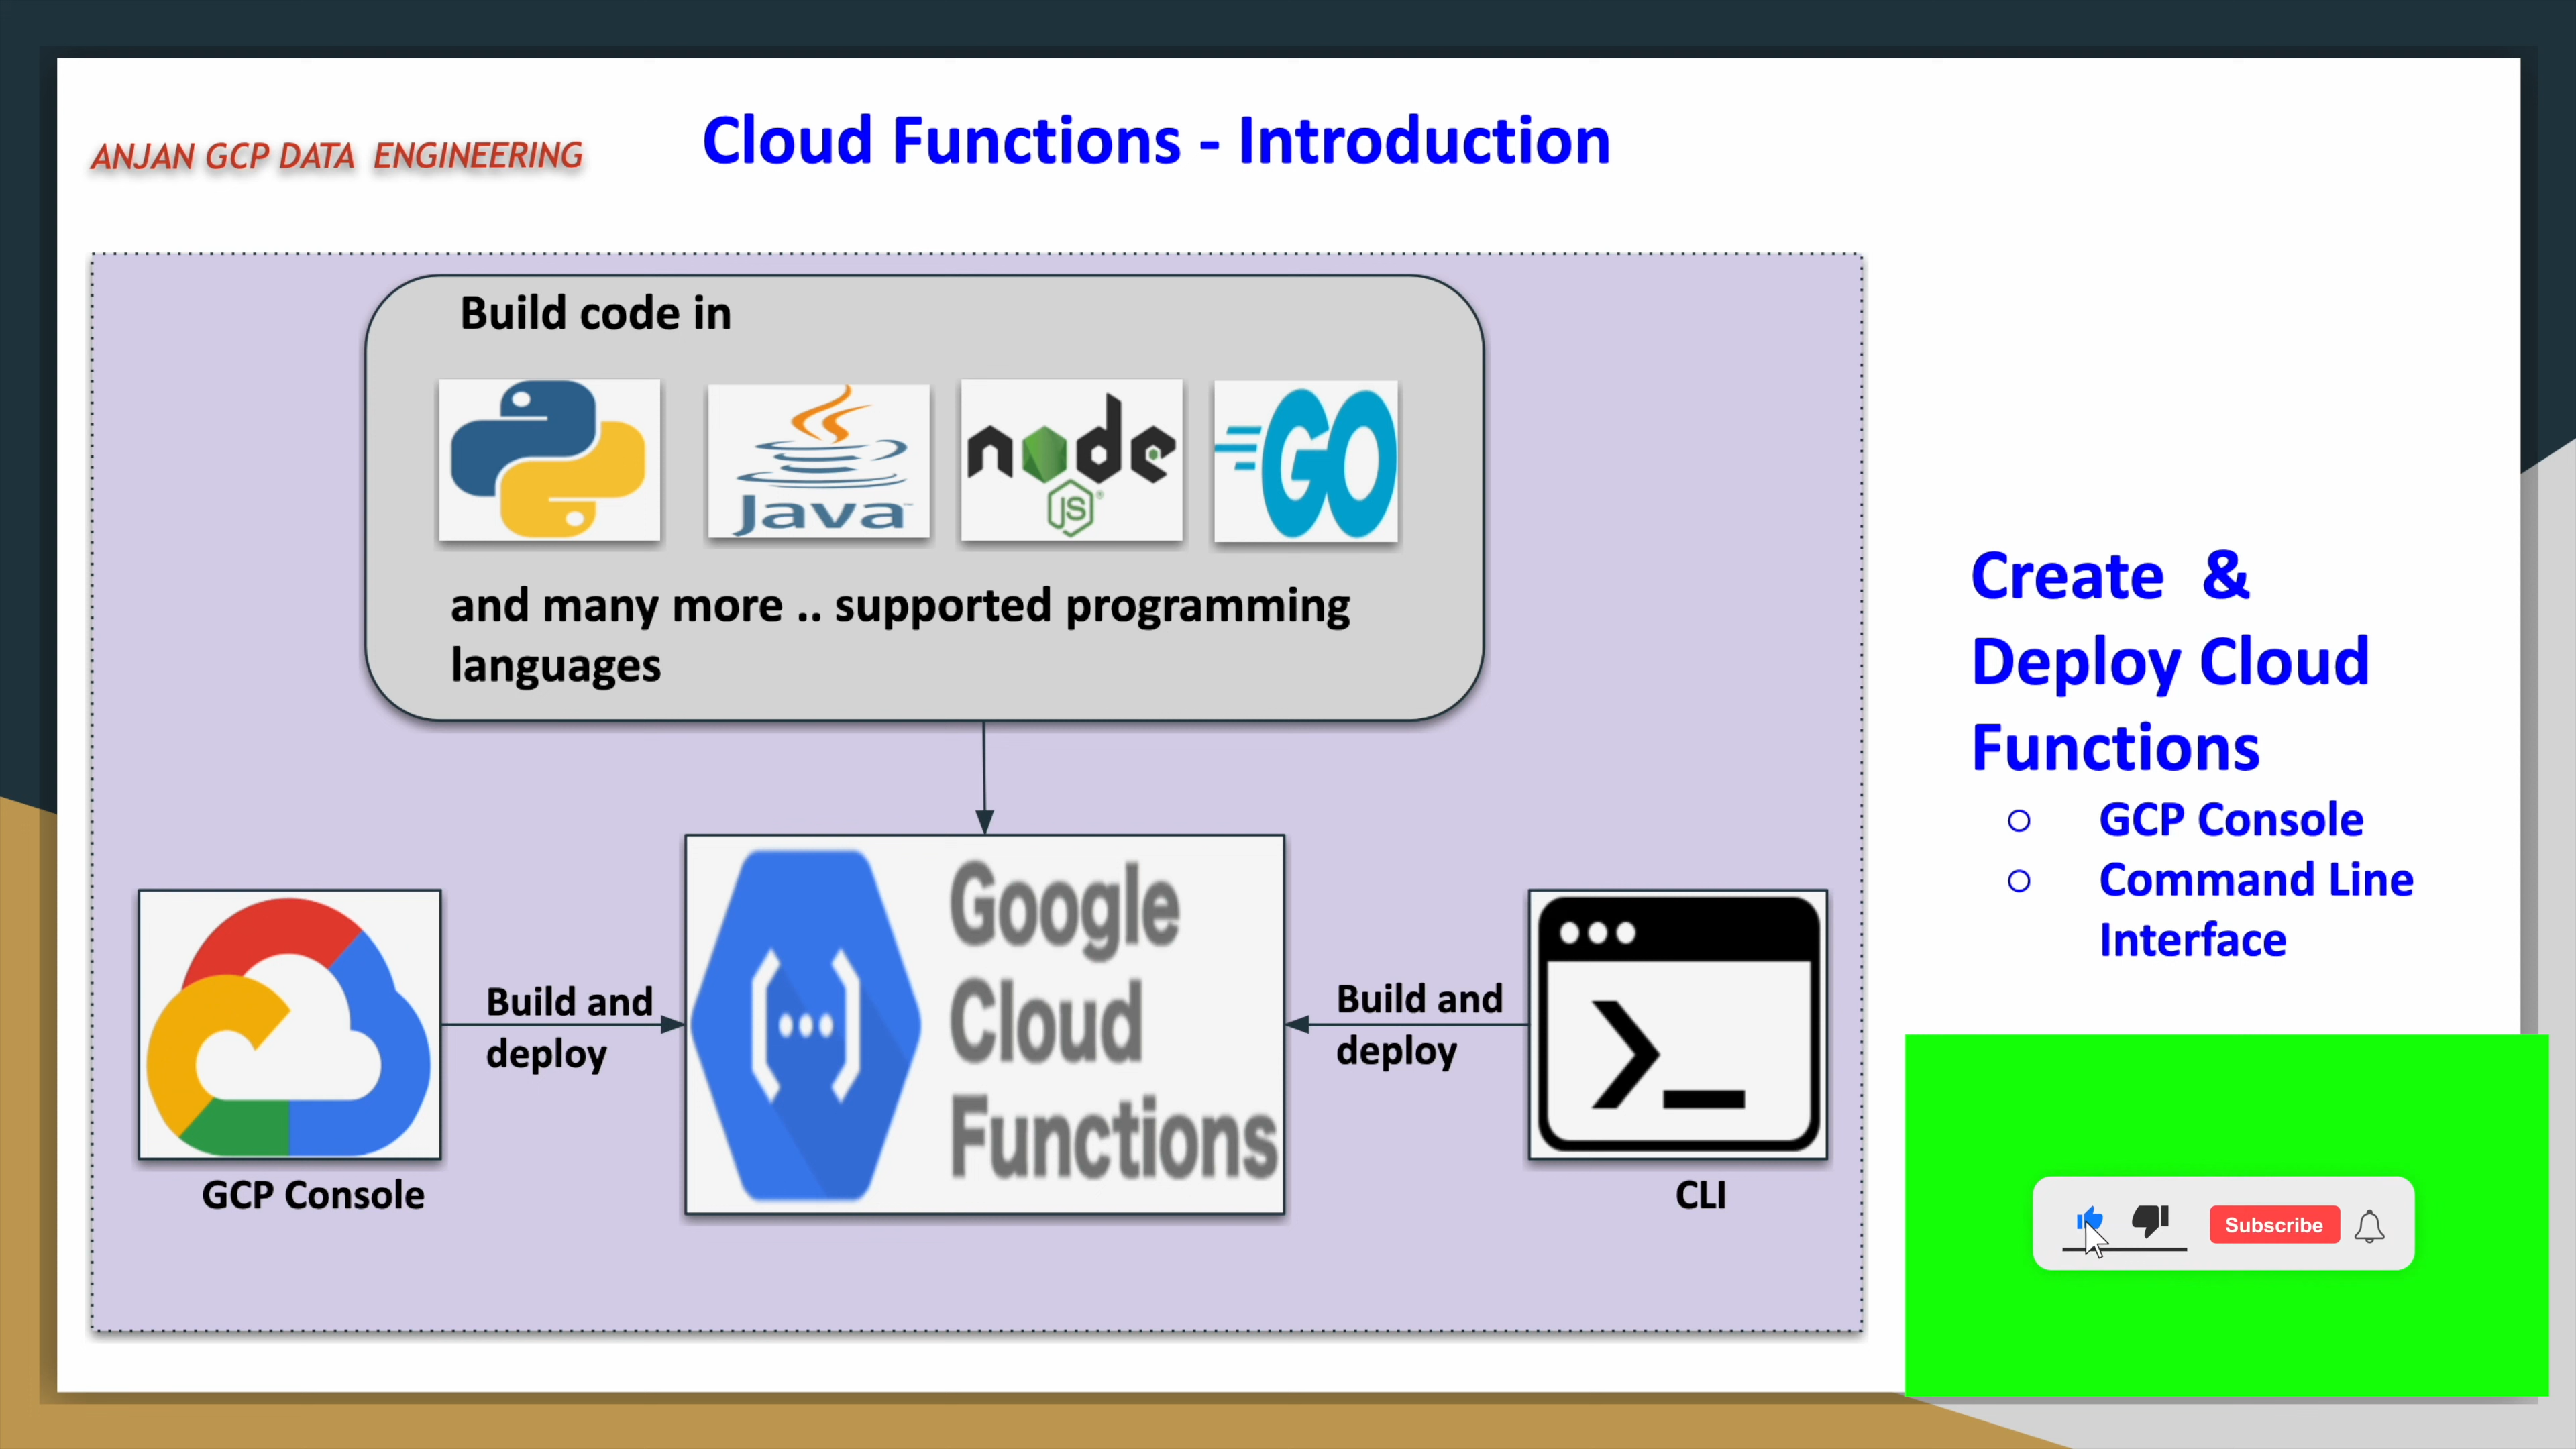 ANJAN GCP DATA ENGINEERING
Cloud Functions - Introduction
Build code in
Java
node
JS
GO
and many more .. supported programming
languages
Google
Cloud
Functions
Build and
deploy
Build and
deploy
GCP Console
CLI
Create &
Deploy Cloud
Functions
GCP Console
Command Line
Interface
Subscribe